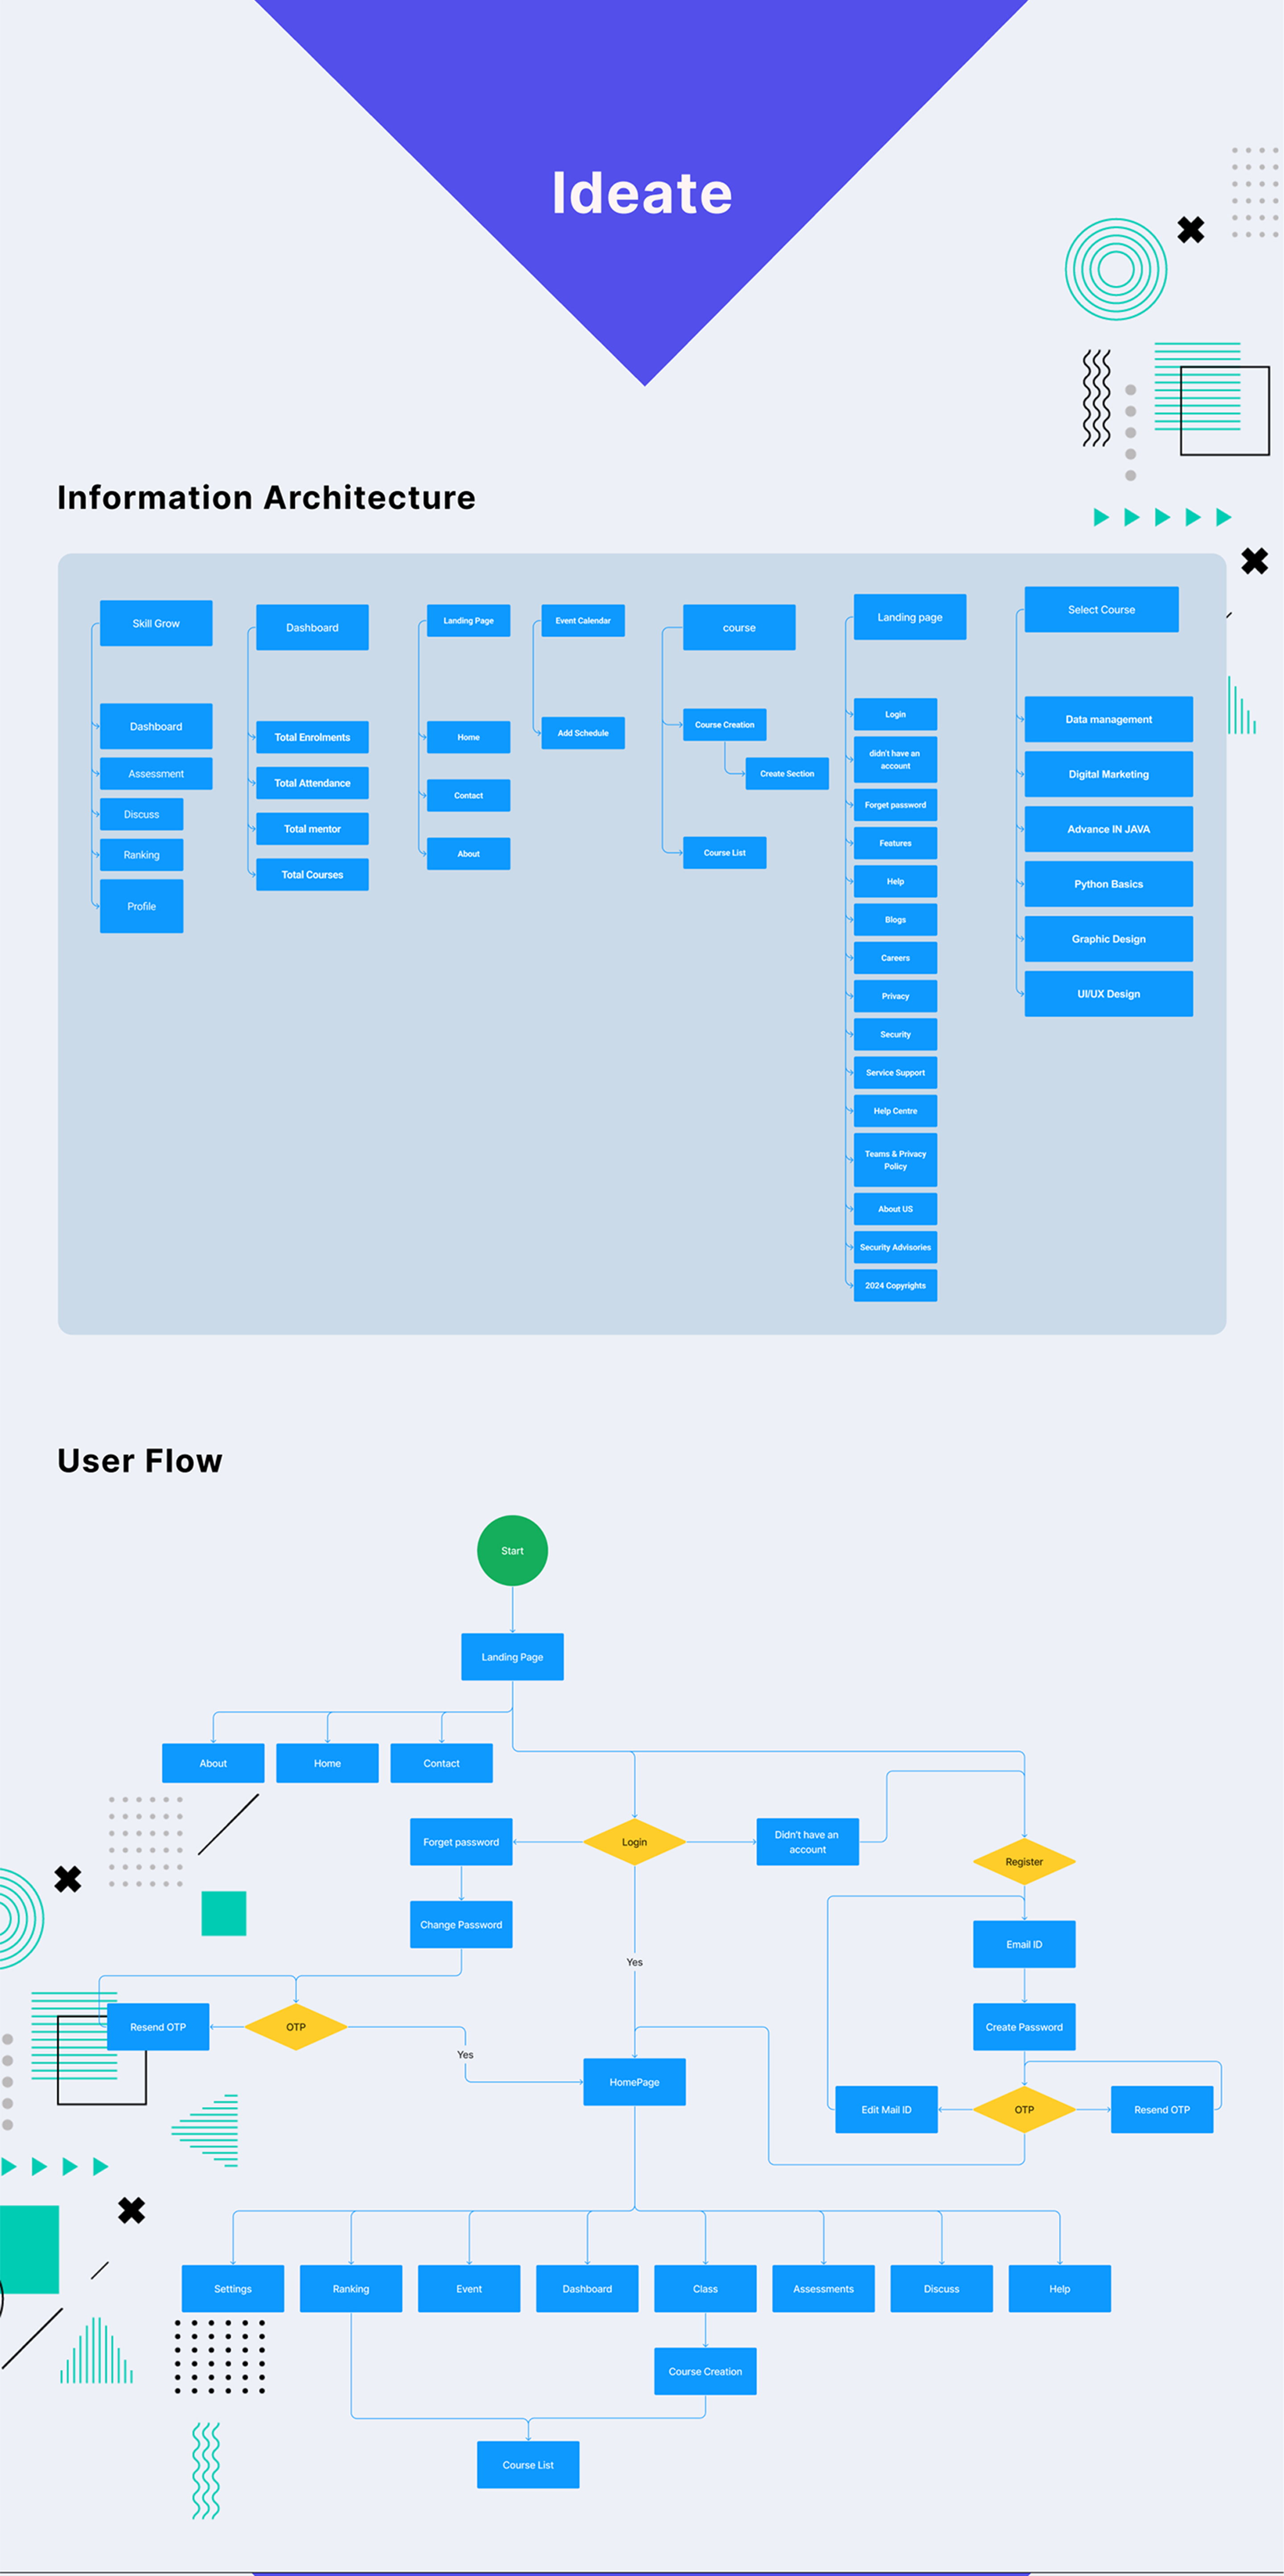 Ideate
Information Architecture
Skill Grow
Dashboard
Assessment
Discuss
Ranking
Profile
Dashboard
Total Enrolments
Total Attendance
Total mentor
Total Courses
Landing Page
Home
Contact
About
Event Calendar
Add Schedule
course
Course Creation
Create Section
Course List
Landing page
Login
didn't have an
account
Forget password
Features
Help
Blogs
Careers
Privacy
Security
Service Support
Help Centre
Teams & Privacy
Policy
About US
Security Advisories
2024 Copyrights
Select Course
Data management
Digital Marketing
Advance IN JAVA
Python Basics
Graphic Design
UI/UX Design
User Flow
Start
Landing Page
About
Home
Contact
Forget password
Login
Didn't have an
account
Register
Change Password
Email ID
Yes
Resend OTP
OTP
Create Password
Yes
HomePage
Edit Mail ID
OTP
Resend OTP
Settings
Ranking
Event
Dashboard
Class
Assessments
Discuss
Help
Course Creation
Course List